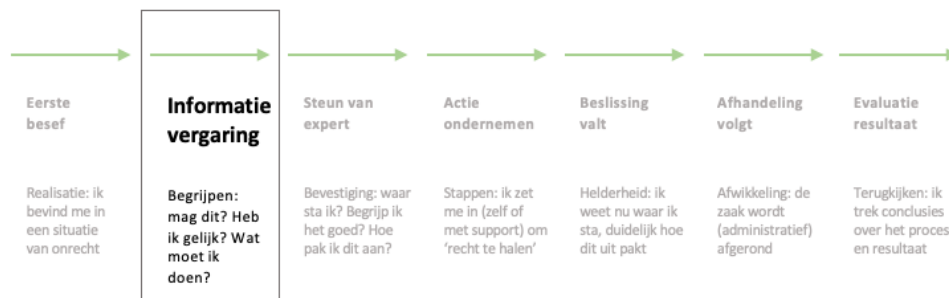 Eerste
besef
Realisatie: ik
bevind me in
een situatie
van onrecht
Informatie
vergaring
Begrijpen:
mag dit? Heb
ik gelijk? Wat
moet ik
doen?
Steun van
expert
Bevestiging: waar
sta ik? Begrijp ik
het goed? Hoe
pak ik dit aan?
Actie
ondernemen
Stappen: ik zet
me in (zelf of
met support) om
‘recht te halen’
Beslissing
valt
Helderheid: ik
weet nu waar ik
sta, duidelijk hoe
dit uit pakt
Afhandeling
volgt
Afwikkeling: de
zaak wordt
(administratief)
afgerond
Evaluatie
resultaat
Terugkijken: ik
trek conclusies
over het proces
en resultaat